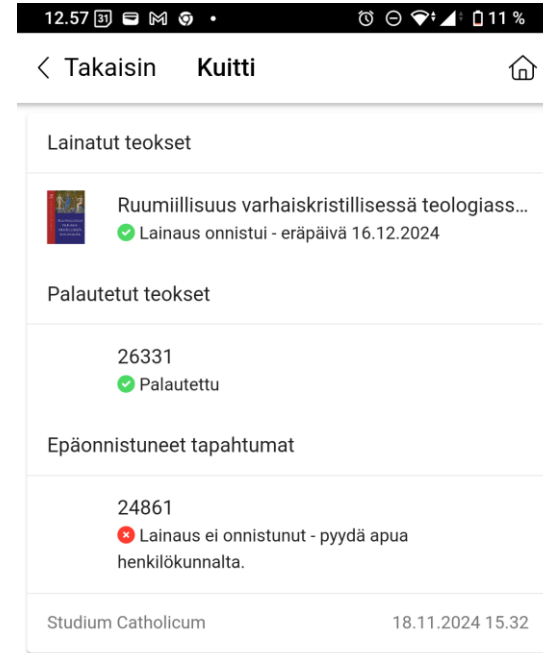 12.57 31 11 %
Takaisin Kuitti
Lainatut teokset
Ruumiillisuus varhaiskristillisessä teologiass...
Lainaus onnistui - eräpäivä 16.12.2024
Palautetut teokset
26331
Palautettu
Epäonnistuneet tapahtumat
24861
Lainaus ei onnistunut - pyydä apua
henkilökunnalta.
Studium Catholicum 18.11.2024 15.32